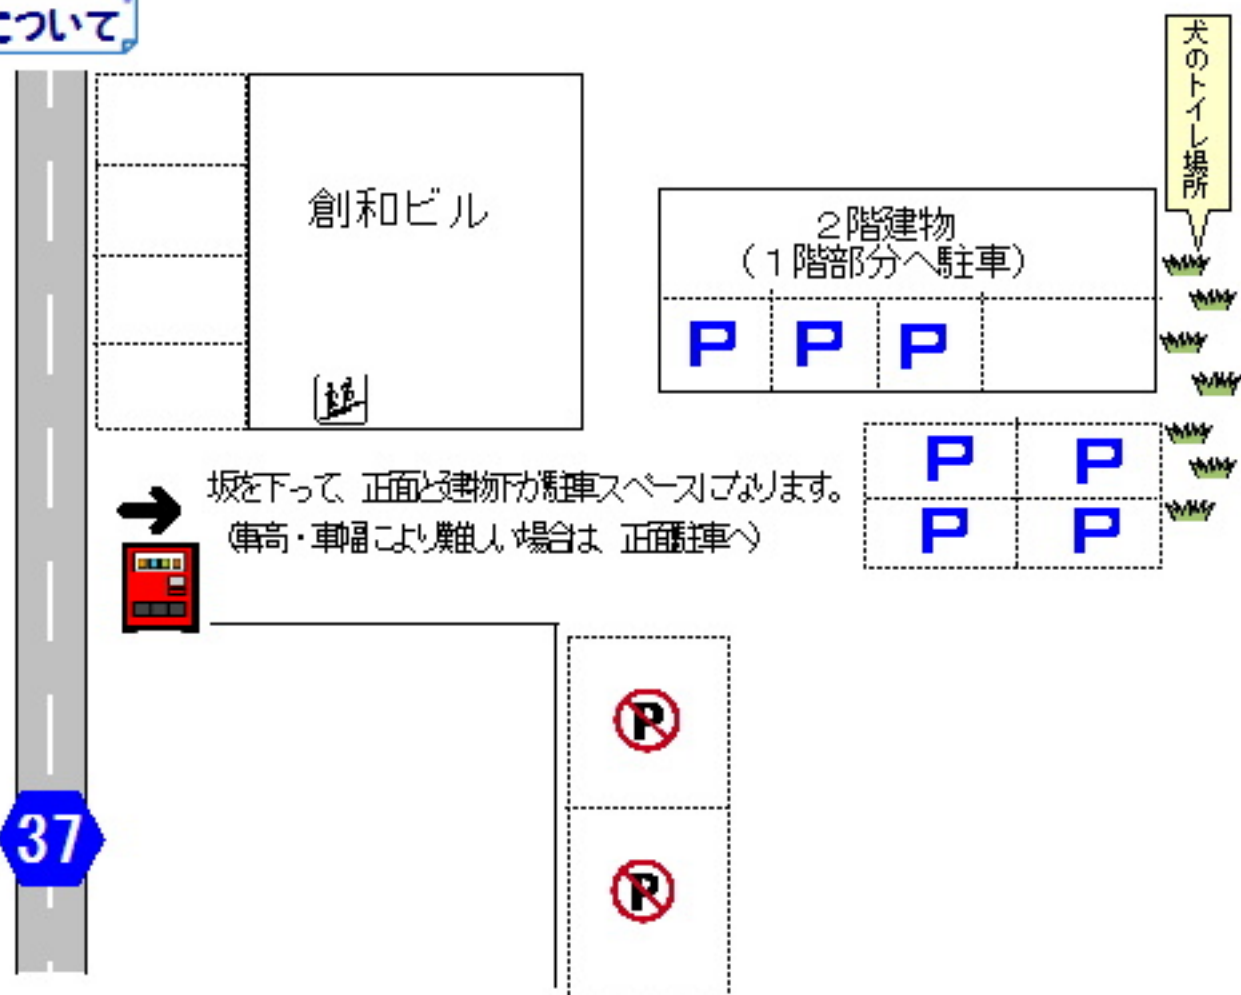 について
犬のトイレ場所
創和ビル
2階建物
(1階部分へ駐車)
P P P
P P
P P
坂を下って、正面と建物下が駐車スペースになります。
(車高・車幅により難しい場合は、正面駐車へ)
P
P
37